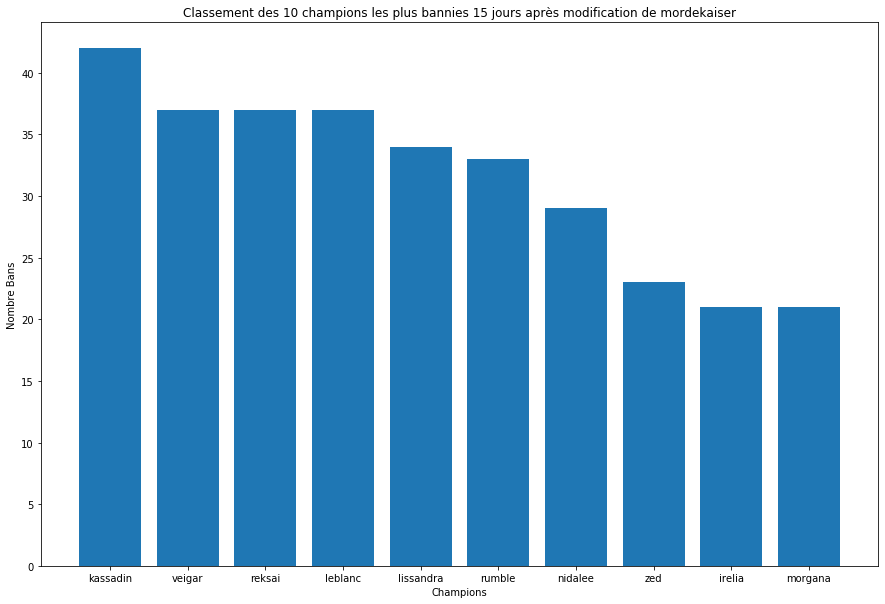 Classement des 10 champions les plus bannies 15 jours après modification de mordekaiser
Nombre Bans
40
35
30
25
20
15
10
5
0
kassadin veigar reksai leblanc lissandra rumble nidalee zed irelia morgana
Champions